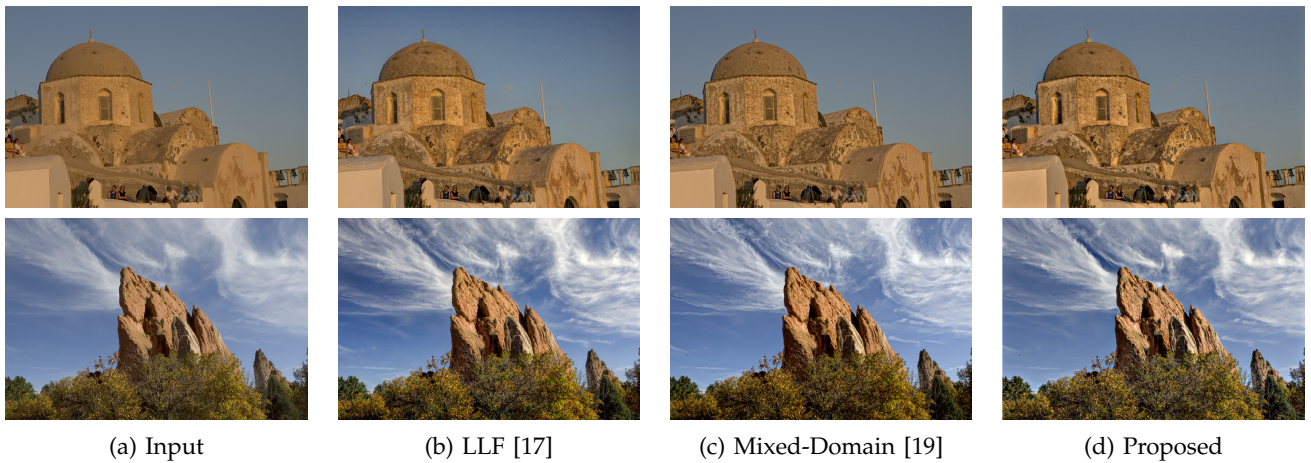 (a) Input
(b) LLF [17]
(c) Mixed-Domain [19]
(d) Proposed